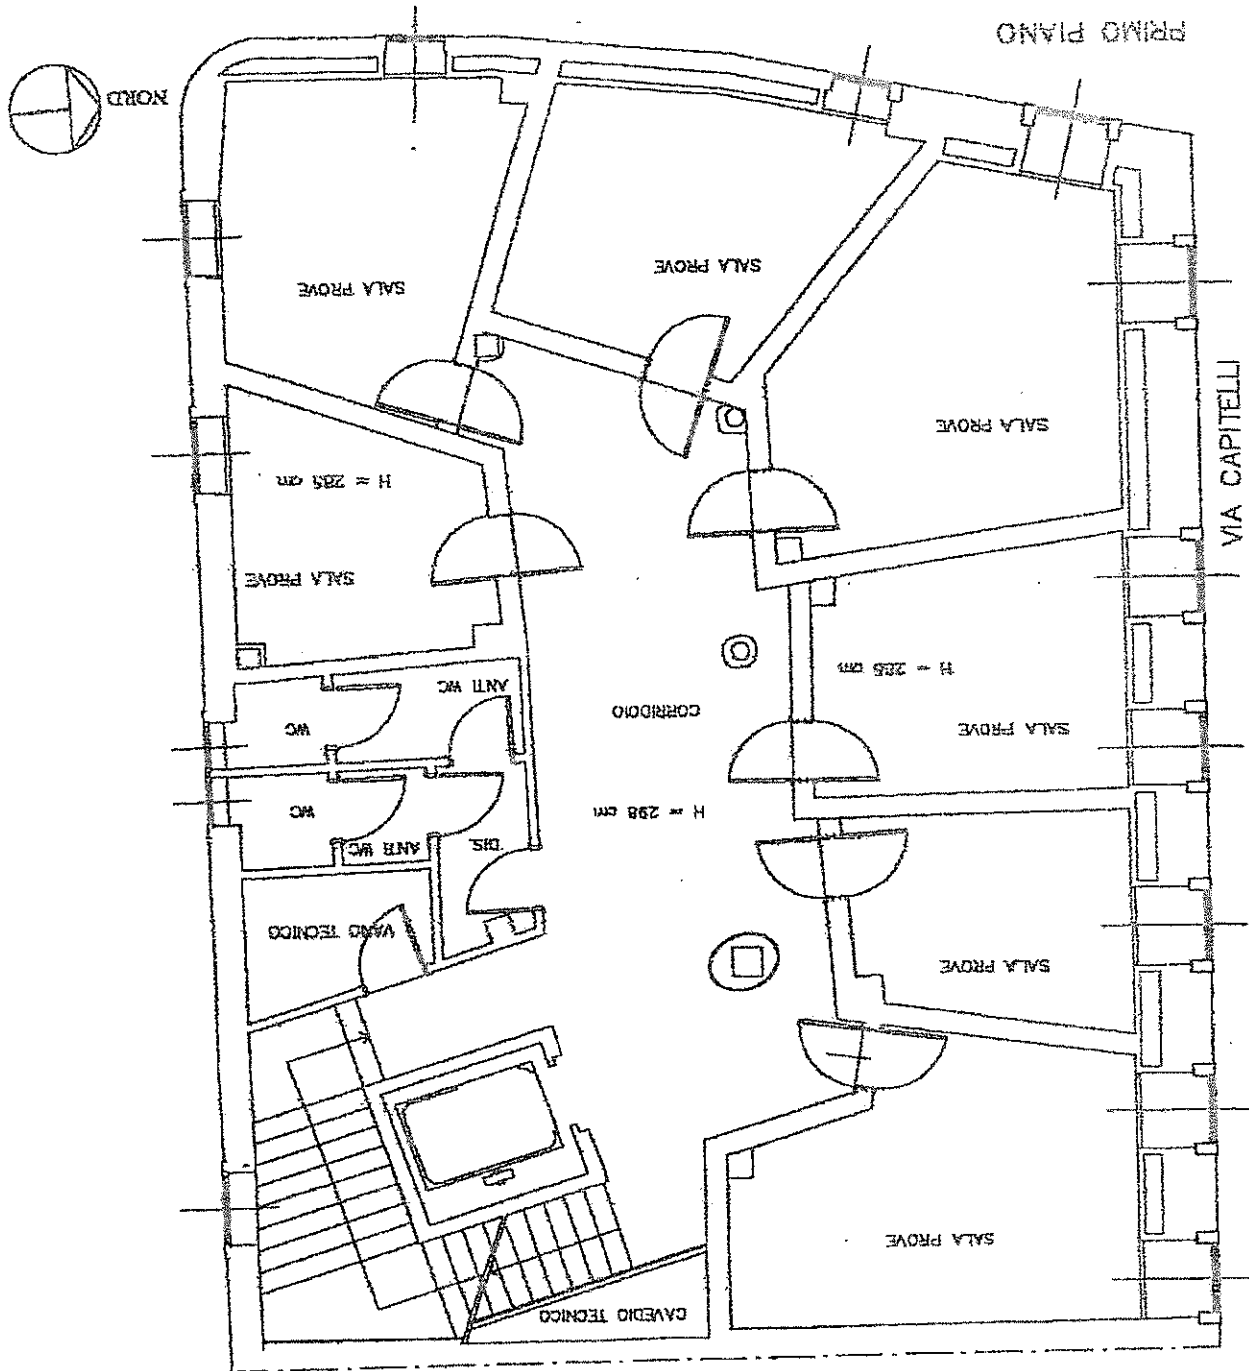 PRIMO PIANO
NORD
SALA PROVE
SALA PROVE
SALA PROVE
VIA CAPITELLI
H = 285 cm
SALA PROVE
H = 285 cm
ANTI WC
CORRIDOIO
WC
SALA PROVE
H = 298 cm
WC
ANTI WC
DIS.
VANO TECNICO
SALA PROVE
SALA PROVE
CAVEDIO TECNICO